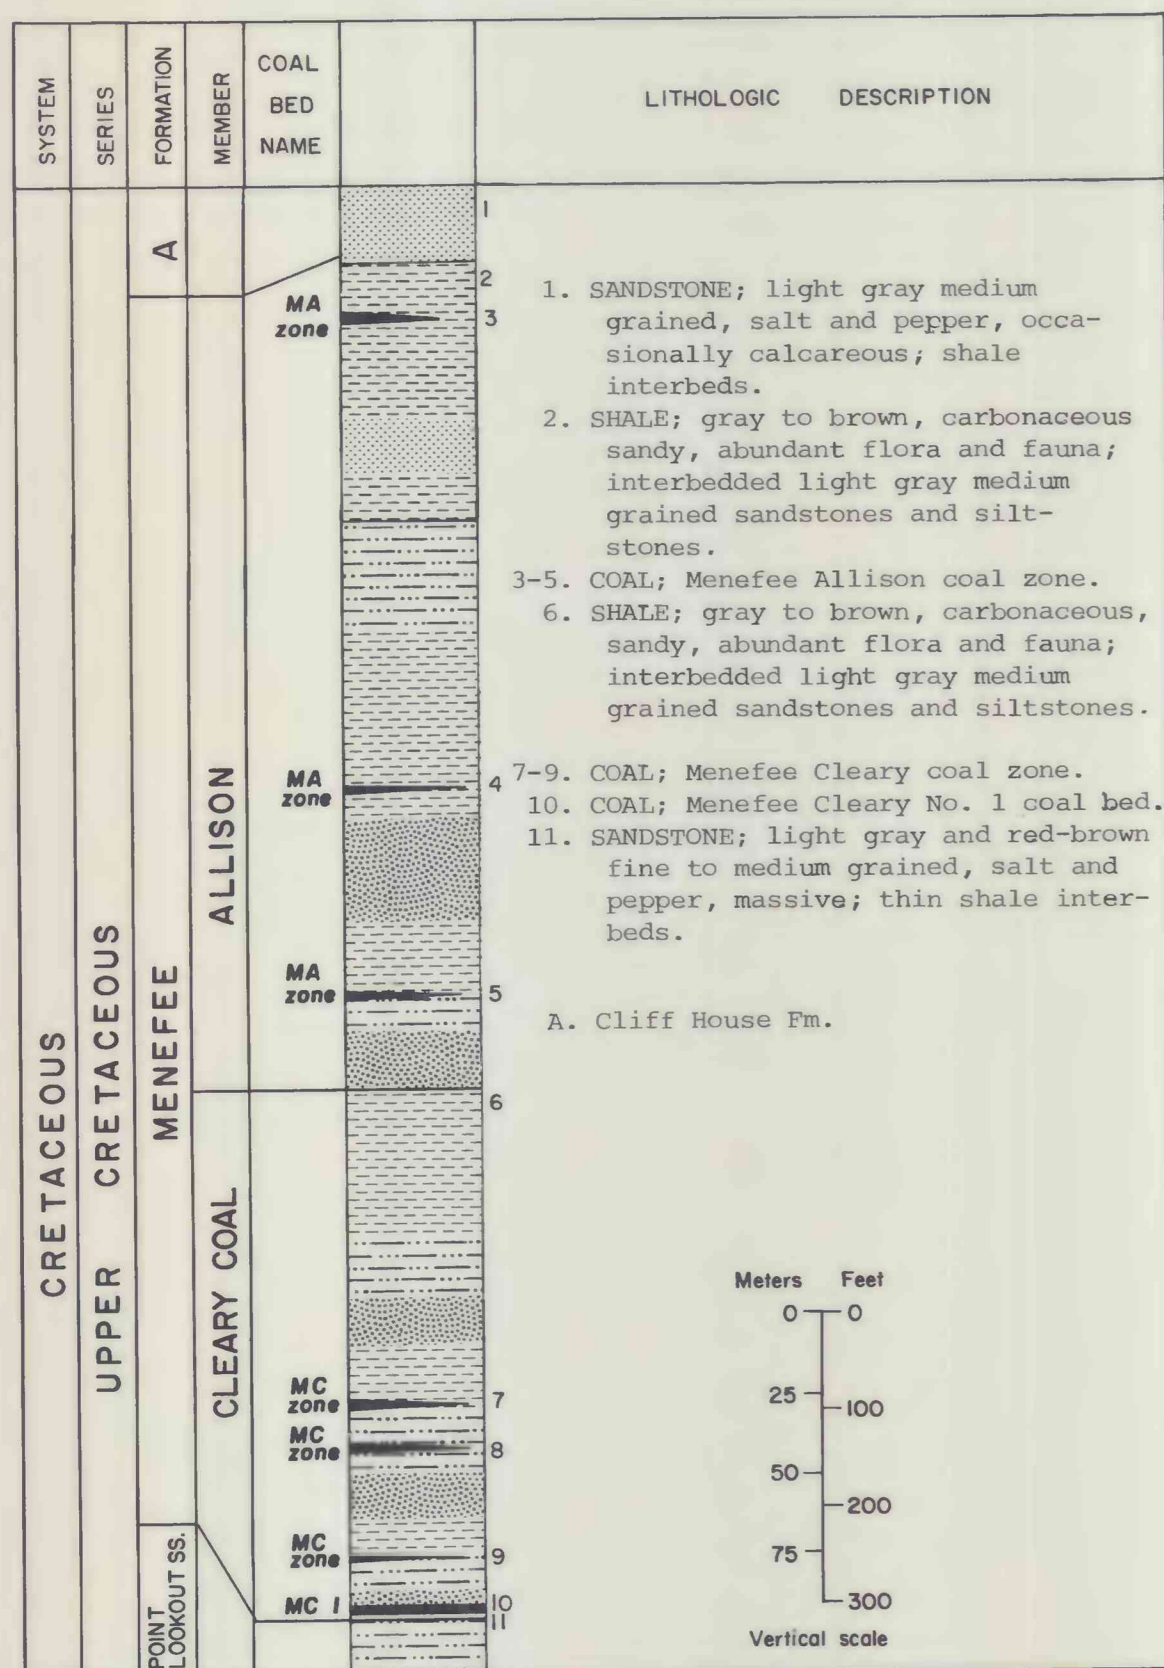 SYSTEM
SERIES
FORMATION
MEMBER
COAL
BED
NAME
LITHOLOGIC DESCRIPTION
CRETACEOUS
UPPER CRETACEOUS
A
MENEFEE
POINT
LOOKOUT SS.
ALLISON
CLEARY COAL
MA
zone
MA
zone
MA
zone
MC
zone
MC
zone
MC
zone
MC 1
1
2
3
4
5
6
7
8
9
10
11
1. SANDSTONE; light gray medium
grained, salt and pepper, occa-
sionally calcareous; shale
interbeds.
2. SHALE; gray to brown, carbonaceous
sandy, abundant flora and fauna;
interbedded light gray medium
grained sandstones and silt-
stones.
3-5. COAL; Menefee Allison coal zone.
6. SHALE; gray to brown, carbonaceous,
sandy, abundant flora and fauna;
interbedded light gray medium
grained sandstones and siltstones.
7-9. COAL; Menefee Cleary coal zone.
10. COAL; Menefee Cleary No. 1 coal bed.
11. SANDSTONE; light gray and red-brown
fine to medium grained, salt and
pepper, massive; thin shale inter-
beds.
A. Cliff House Fm.
Meters Feet
0 0
25
100
50
200
75
300
Vertical scale